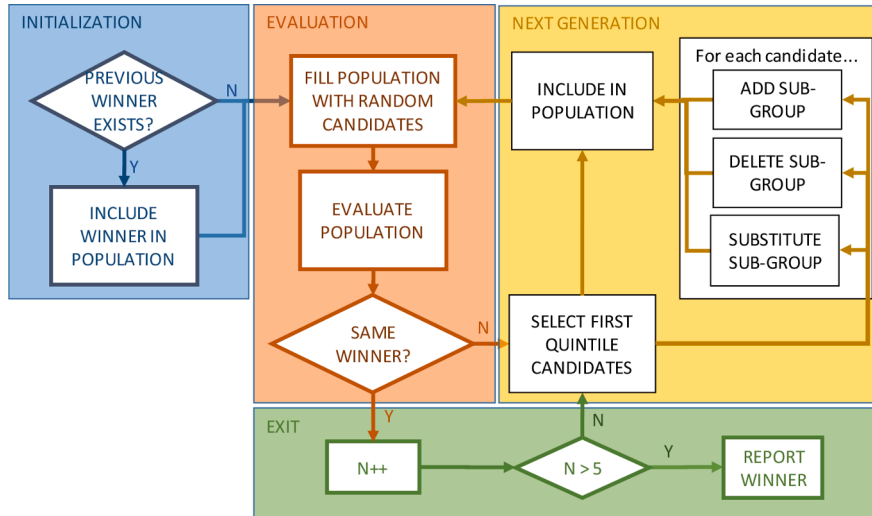 INITIALIZATION
PREVIOUS
WINNER
EXISTS?
N
Y
INCLUDE
WINNER IN
POPULATION
EVALUATION
FILL POPULATION
WITH RANDOM
CANDIDATES
EVALUATE
POPULATION
SAME
WINNER?
N
Y
NEXT GENERATION
INCLUDE IN
POPULATION
For each candidate...
ADD SUB-
GROUP
DELETE SUB-
GROUP
SUBSTITUTE
SUB-GROUP
SELECT FIRST
QUINTILE
CANDIDATES
EXIT
N++
N > 5
N
Y
REPORT
WINNER